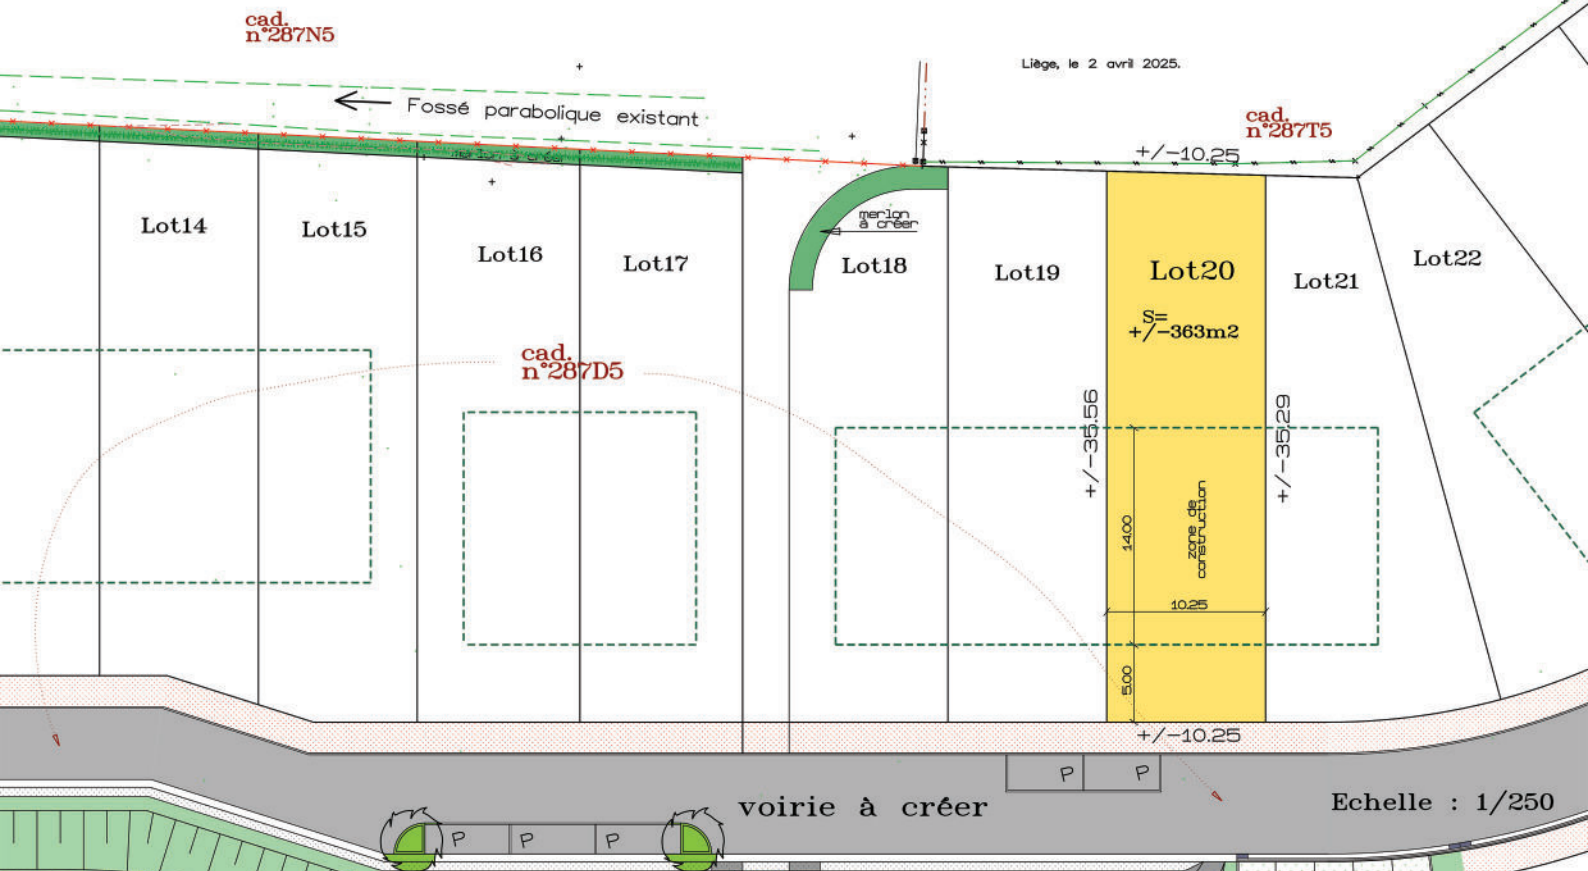 cad.
n°287N5
Liège, le 2 avril 2025.
Fossé parabolique existant
cad.
n°287T5
+/-10.25
merlon à créer
merlon
à créer
Lot14
Lot15
Lot16
Lot17
Lot18
Lot19
Lot20
Lot21
Lot22
S=
+/-363m2
cad.
n°287D5
+/-35.56
+/-35.29
14.00
zone de
construction
10.25
5.00
+/-10.25
P
P
voirie à créer
Echelle : 1/250
P
P
P